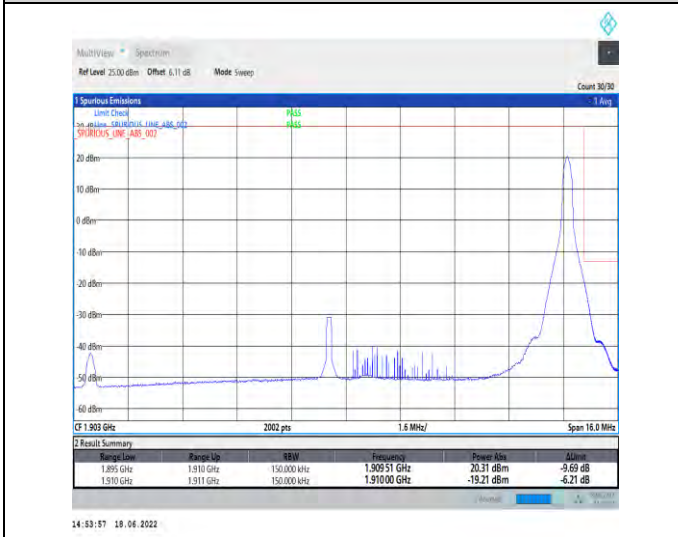 MultiView Spectrum
Ref Level 25.00 dBm Offset 6.11 dB Mode Sweep
Count 30/30
1 Spurious Emissions 1 Avg
Limit Check PASS
Line _SPURIOUS_LINE_ABS_002 PASS
_SPURIOUS_LINE_ABS_002
20 dBm
10 dBm
0 dBm
-10 dBm
-20 dBm
-30 dBm
-40 dBm
-50 dBm
-60 dBm
CF 1.903 GHz 2002 pts 1.6 MHz/ Span 16.0 MHz
2 Result Summary
Range Low Range Up RBW Frequency Power Abs ΔLimit
1.895 GHz 1.910 GHz 150.000 kHz 1.90951 GHz 20.31 dBm -9.69 dB
1.910 GHz 1.911 GHz 150.000 kHz 1.91000 GHz -19.21 dBm -6.21 dB
14:53:57 18.06.2022